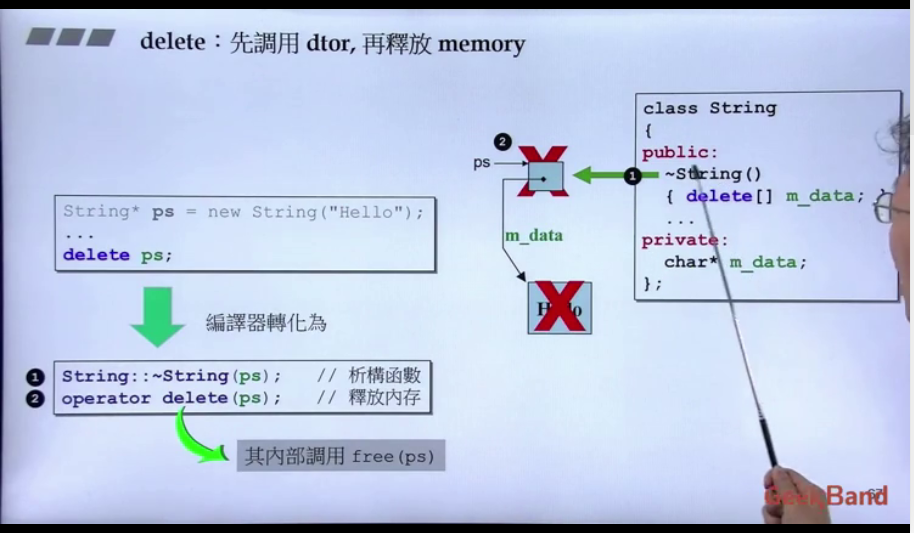 delete：先調用 dtor, 再釋放 memory
String* ps = new String("Hello");
...
delete ps;
編譯器轉化為
❶ String::~String(ps); // 析構函數
❷ operator delete(ps); // 釋放內存
其內部調用 free(ps)
❷
ps
m_data
class String
{
public:
❶ ~String()
{ delete[] m_data; }
...
private:
char* m_data;
};
GeekBand
67